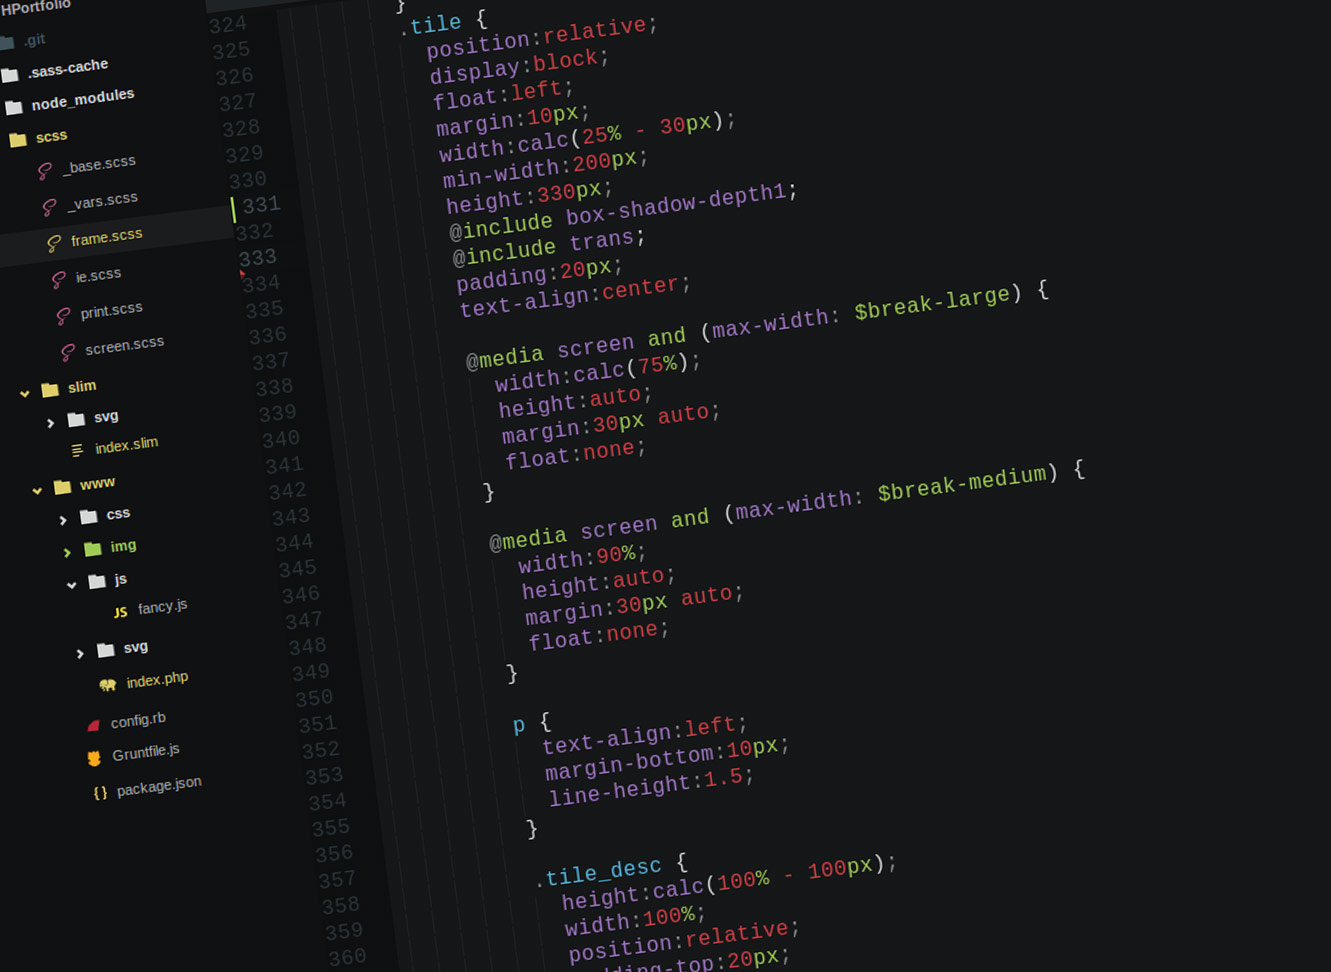 HPortfolio
.git
.sass-cache
node_modules
scss
_base.scss
_vars.scss
frame.scss
ie.scss
print.scss
screen.scss
slim
svg
index.slim
www
css
img
js
JS fancy.js
svg
index.php
config.rb
Gruntfile.js
{} package.json
324
325
326
327
328
329
330
331
332
333
334
335
336
337
338
339
340
341
342
343
344
345
346
347
348
349
350
351
352
353
354
355
356
357
358
359
360
}
.tile {
position:relative;
display:block;
float:left;
margin:10px;
width:calc(25% - 30px);
min-width:200px;
height:330px;
@include box-shadow-depth1;
@include trans;
padding:20px;
text-align:center;
@media screen and (max-width: $break-large) {
width:calc(75%);
height:auto;
margin:30px auto;
float:none;
}
@media screen and (max-width: $break-medium) {
width:90%;
height:auto;
margin:30px auto;
float:none;
}
p {
text-align:left;
margin-bottom:10px;
line-height:1.5;
}
.tile_desc {
height:calc(100% - 100px);
width:100%;
position:relative;
-top:20px;